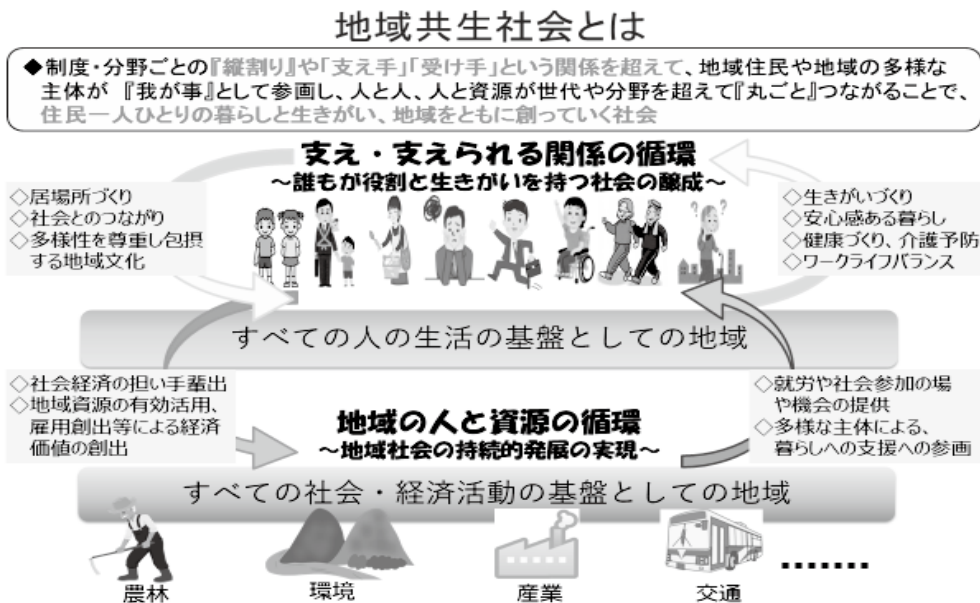 地域共生社会とは
◆制度・分野ごとの『縦割り』や「支え手」「受け手」という関係を超えて、地域住民や地域の多様な
主体が 『我が事』として参画し、人と人、人と資源が世代や分野を超えて『丸ごと』つながることで、
住民一人ひとりの暮らしと生きがい、地域をともに創っていく社会
支え・支えられる関係の循環
～誰もが役割と生きがいを持つ社会の醸成～
◇居場所づくり
◇社会とのつながり
◇多様性を尊重し包摂
する地域文化
◇生きがいづくり
◇安心感ある暮らし
◇健康づくり、介護予防
◇ワークライフバランス
すべての人の生活の基盤としての地域
◇社会経済の担い手輩出
◇地域資源の有効活用、
雇用創出等による経済
価値の創出
地域の人と資源の循環
～地域社会の持続的発展の実現～
◇就労や社会参加の場
や機会の提供
◇多様な主体による、
暮らしへの支援への参画
すべての社会・経済活動の基盤としての地域
農林
環境
産業
交通
▪▪▪▪▪▪▪